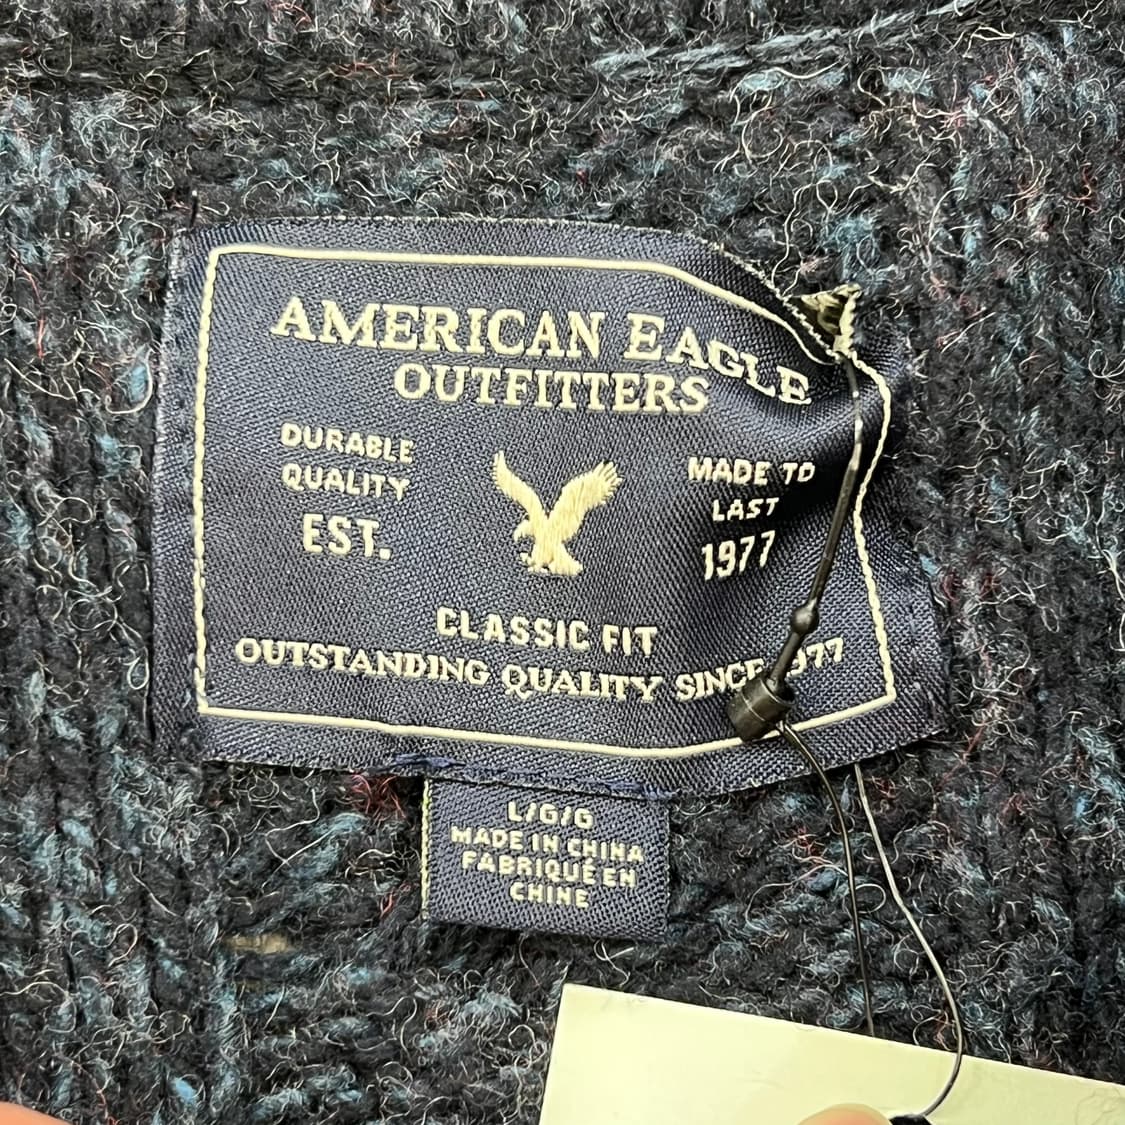 AMERICAN EAGLE
OUTFITTERS
DURABLE
QUALITY
EST.
MADE TO
LAST
1977
CLASSIC FIT
OUTSTANDING QUALITY SINCE 1977
L/G/G
MADE IN CHINA
FABRIQUÉ EN
CHINE